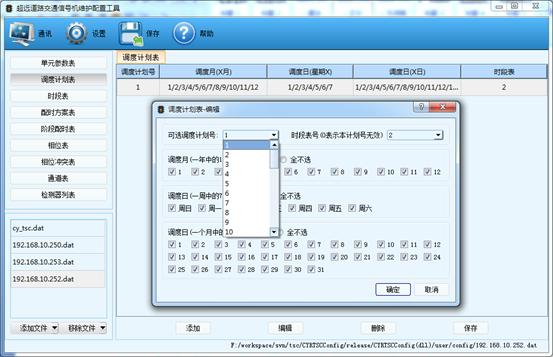 超远道路交通信号机维护配置工具
通讯 设置 保存 帮助
单元参数表
调度计划表
时段表
配时方案表
阶段配时表
相位表
相位冲突表
通道表
检测器列表
cy_tsc.dat
192.168.10.250.dat
192.168.10.253.dat
192.168.10.252.dat
添加文件 移除文件
调度计划表
调度计划号 调度月(X月) 调度日(星期X) 调度日(X日) 时段表
1 1/2/3/4/5/6/7/8/9/10/11/12 1/2/3/4/5/6/7 1/2/3/4/5/6/7/8/9/10/11/12/1... 2
调度计划表-编辑
可选调度计划号: 1 时段表号(0表示本计划号无效) 2
1
2
3
4
5
6
7
8
9
10
调度月(一年中的 全不选
1 2 3 8 9 10 11 12
调度日(一周中的 全不选
周日 周一 周四 周五 周六
调度日(一个月中的 全不选
1 2 3 4 5 6 7 8 9 10 11 12
13 14 15 16 17 18 19 20 21 22 23 24
25 26 27 28 29 30 31
确定 取消
添加 编辑 删除 保存
F:/workspace/svn/tsc/CYRTSCConfig/release/CYRTSCConfig(dll)/user/config/192.168.10.252.dat